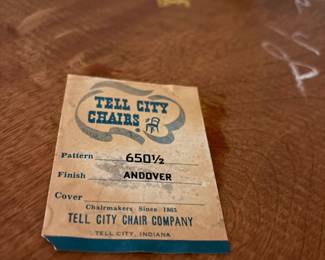 TELL CITY
CHAIRS
Pattern 650½
Finish ANDOVER
Cover
Chairmakers Since 1865
TELL CITY CHAIR COMPANY
TELL CITY, INDIANA